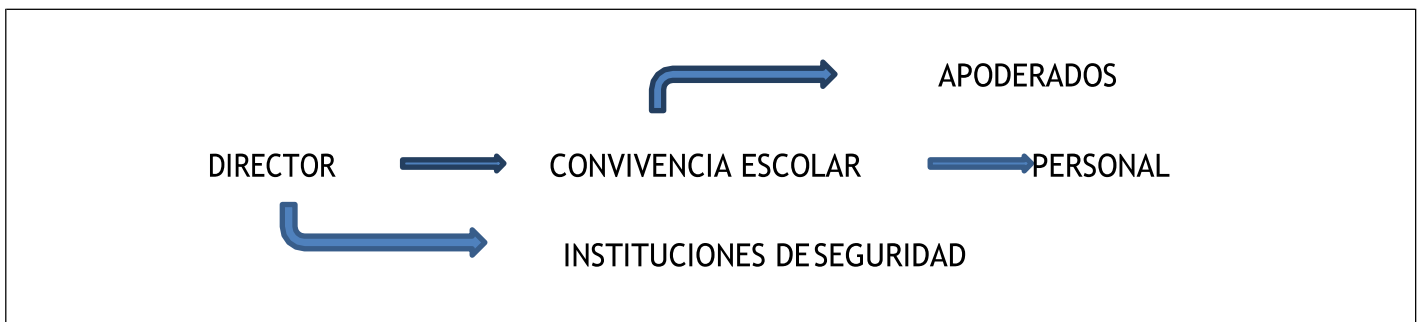 APODERADOS
DIRECTOR CONVIVENCIA ESCOLAR PERSONAL
INSTITUCIONES DE SEGURIDAD